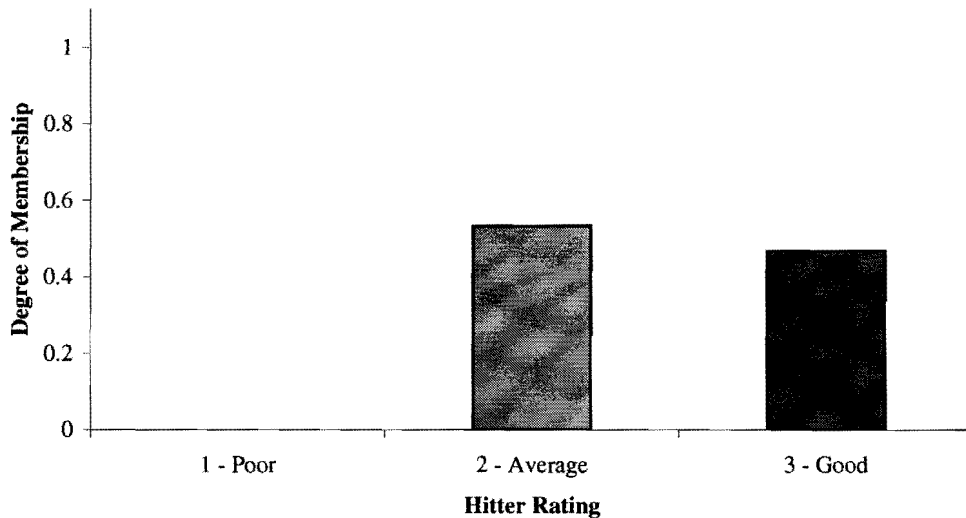 1
0.8
0.6
0.4
0.2
0
Degree of Membership
1 - Poor
2 - Average
3 - Good
Hitter Rating